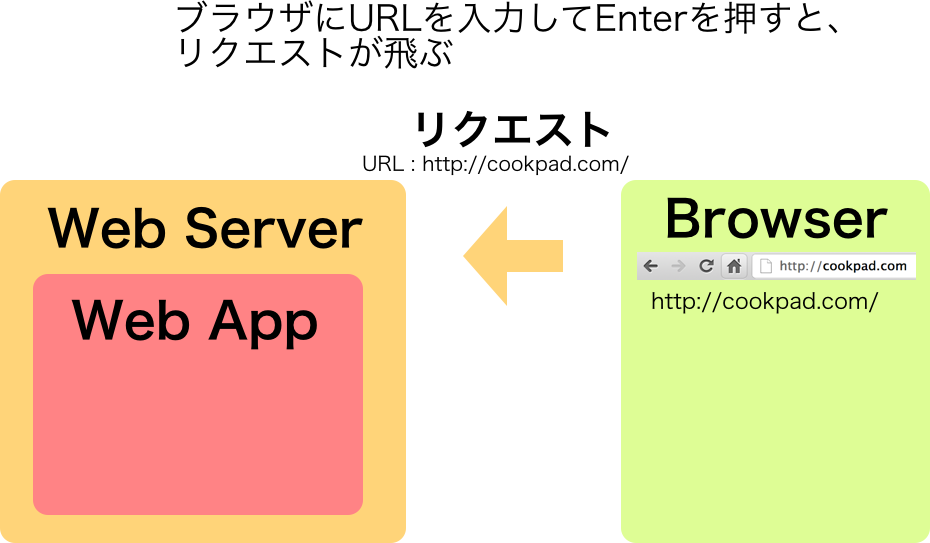 ブラウザにURLを入力してEnterを押すと、
リクエストが飛ぶ
リクエスト
URL : http://cookpad.com/
Web Server
Web App
Browser
http://cookpad.com
http://cookpad.com/